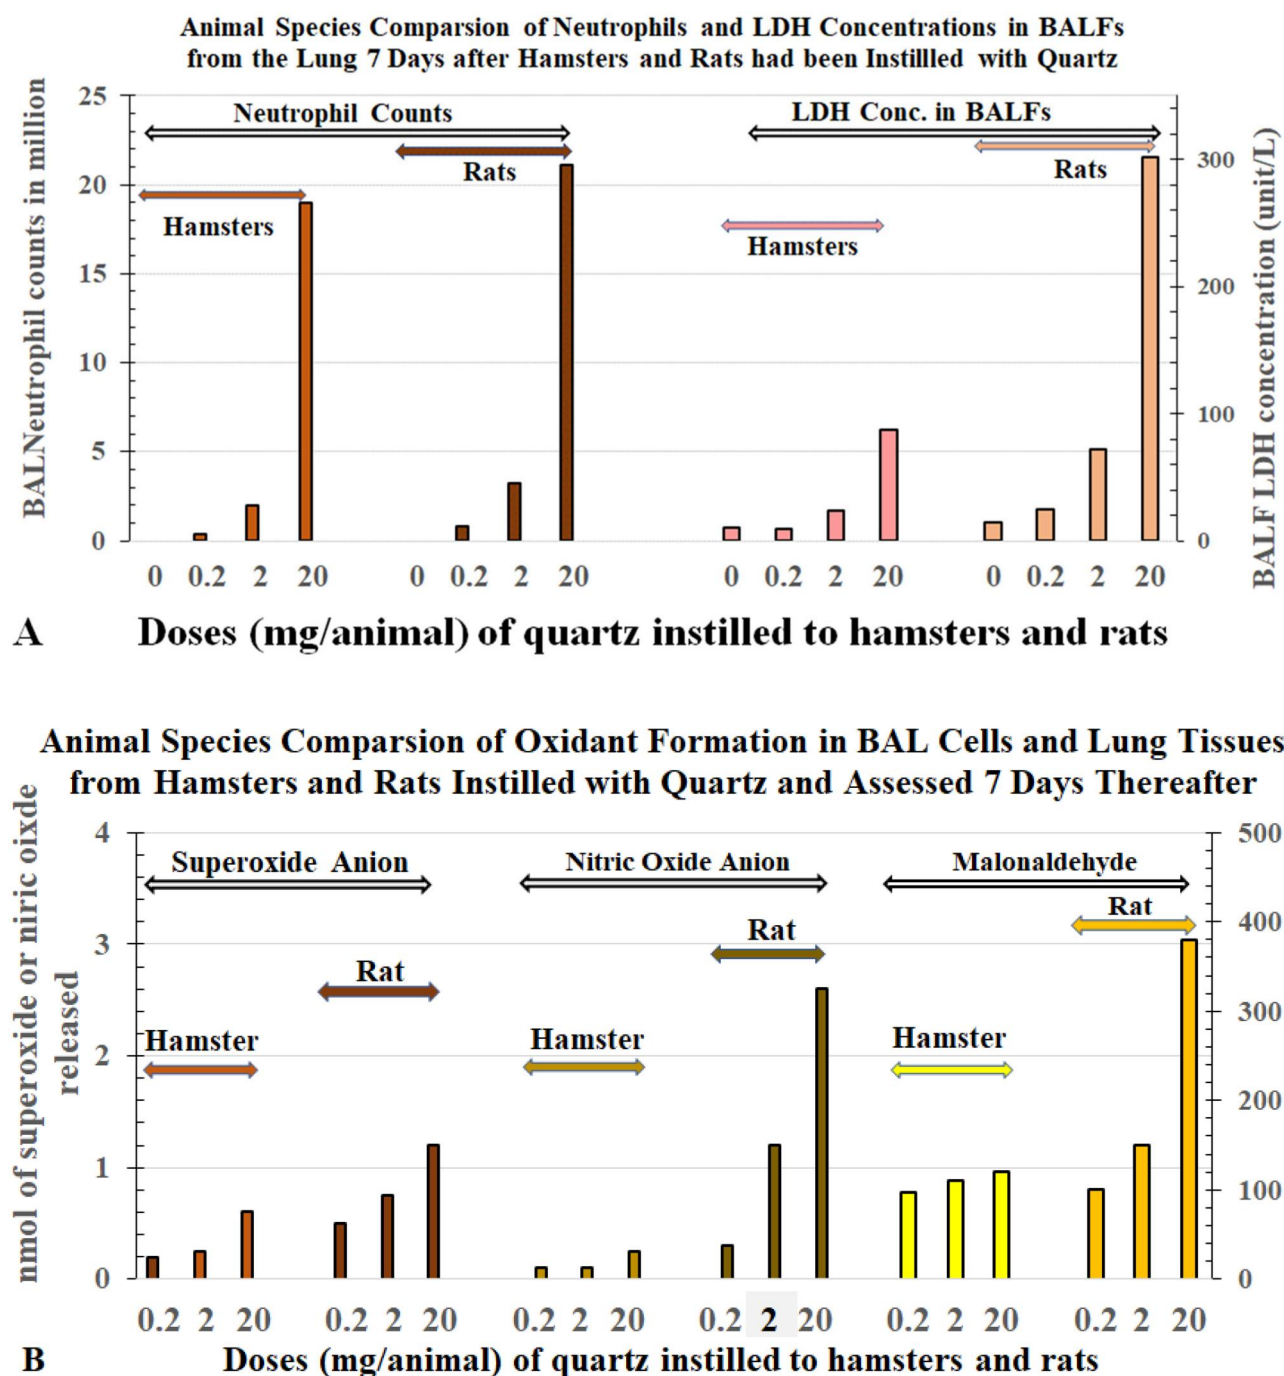 Animal Species Comparsion of Neutrophils and LDH Concentrations in BALFs
from the Lung 7 Days after Hamsters and Rats had been Instillled with Quartz
BALNeutrophil counts in million
25
20
15
10
5
0
Neutrophil Counts
Rats
Hamsters
LDH Conc. in BALFs
Rats
Hamsters
300
200
100
0
BALF LDH concentration (unit/L)
0 0.2 2 20 0 0.2 2 20 0 0.2 2 20 0 0.2 2 20
A Doses (mg/animal) of quartz instilled to hamsters and rats
Animal Species Comparsion of Oxidant Formation in BAL Cells and Lung Tissues
from Hamsters and Rats Instilled with Quartz and Assessed 7 Days Thereafter
nmol of superoxide or niric oixde
released
4
3
2
1
0
Superoxide Anion
Rat
Hamster
Nitric Oxide Anion
Rat
Hamster
Malonaldehyde
Rat
Hamster
500
400
300
200
100
0
0.2 2 20 0.2 2 20 0.2 2 20 0.2 2 20 0.2 2 20 0.2 2 20
B Doses (mg/animal) of quartz instilled to hamsters and rats